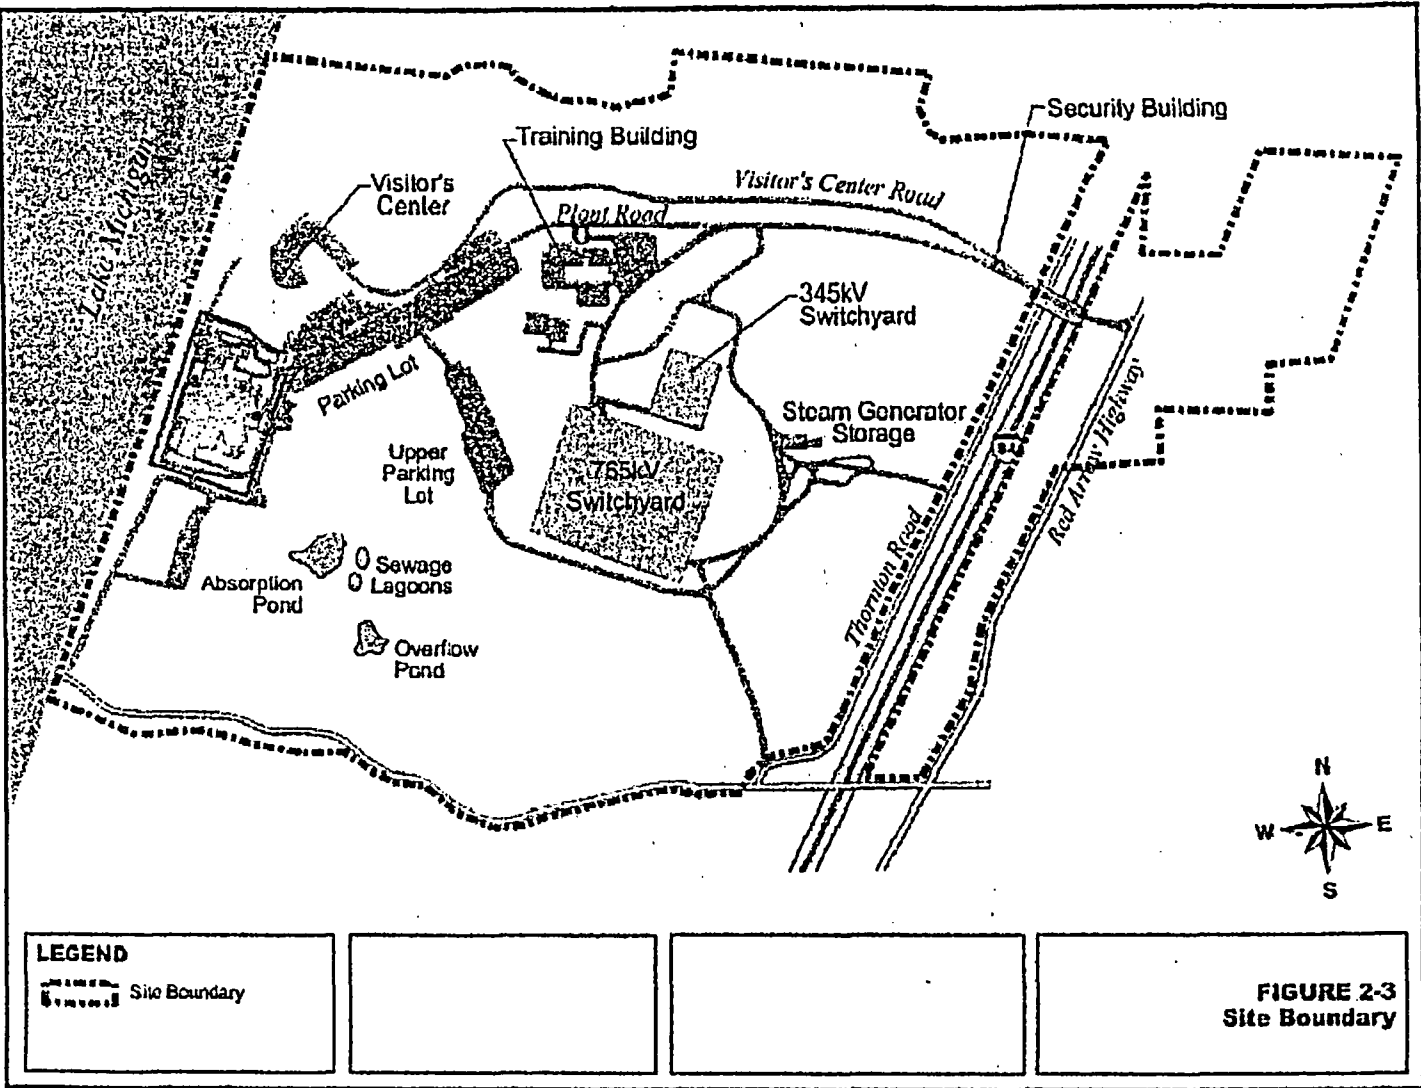 Security Building
Training Building
Visitor's Center Road
Visitor's
Center
Plant Road
Lake Michigan
345kV
Switchyard
Parking Lot
Steam Generator
Storage
Upper
Parking
Lot
765kV
Switchyard
Red Arrow Highway
Thornton Road
Absorption
Pond
Sewage
Lagoons
Overflow
Pond
N
W
E
S
LEGEND
Site Boundary
FIGURE 2-3
Site Boundary